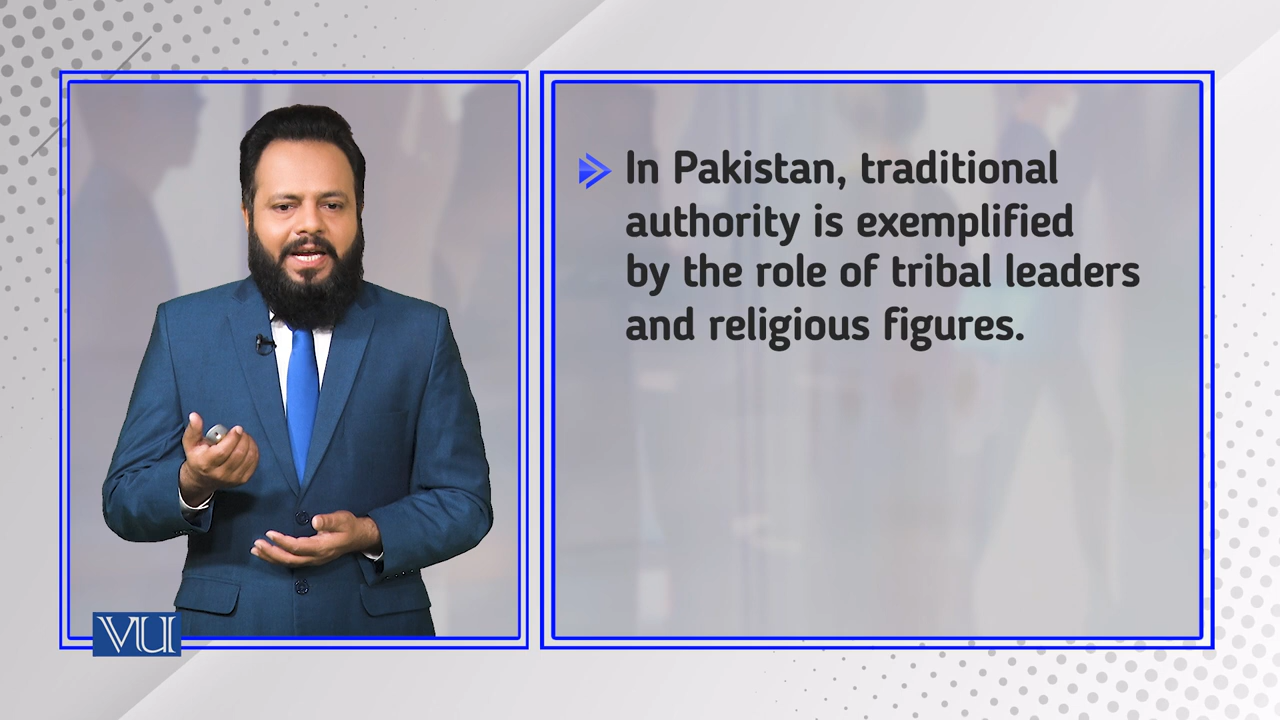 In Pakistan, traditional
authority is exemplified
by the role of tribal leaders
and religious figures.
VU